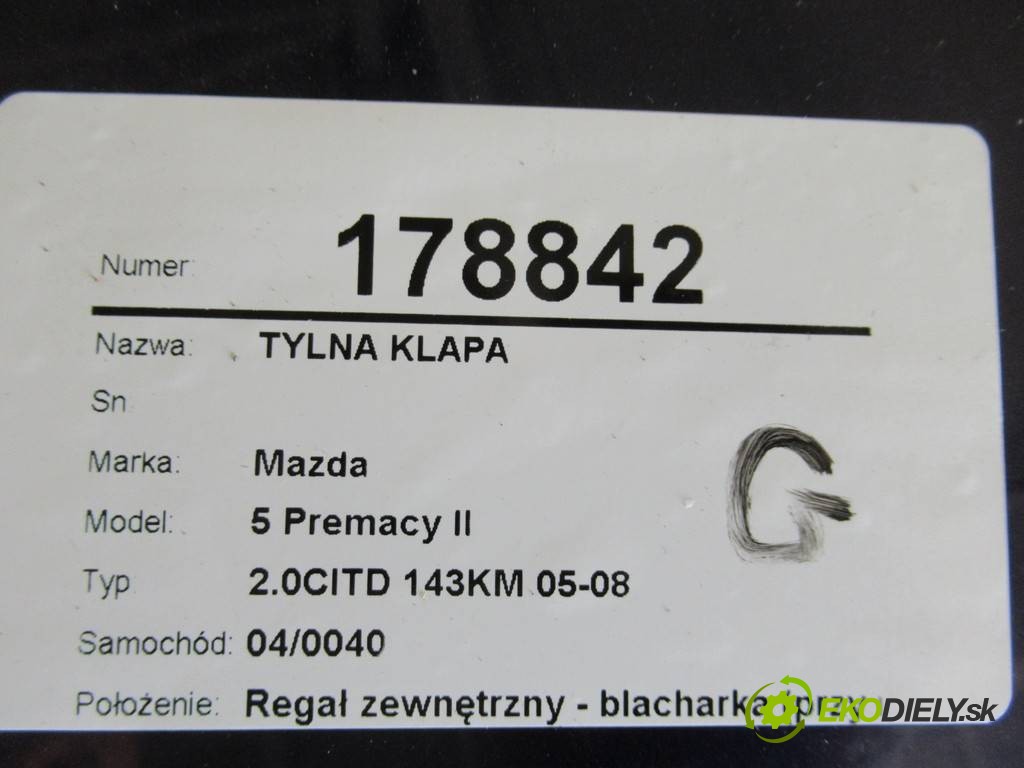 Numer: 178842
Nazwa: TYLNA KLAPA
Sn
Marka: Mazda
Model: 5 Premacy II
Typ 2.0CITD 143KM 05-08
G
Samochód: 04/0040
Położenie: Regał zewnętrzny - blacharka (przy
EKODIELY.sk